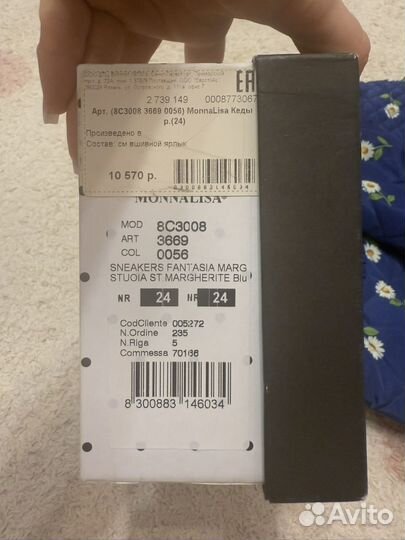 EAC
2 739 149 0008773067
Арт. (8C3008 3669 0056) MonnaLisa Кеды
р.(24)
Произведено в
Состав: см вшивной ярлык
10 570 р.
8300883146034
MONNALISA®
MOD 8C3008
ART 3669
COL 0056
SNEAKERS FANTASIA MARG
STUOIA ST MARGHERITE Blu
NR 24 NR 24
CodCliente 005272
N.Ordine 235
N.Riga 5
Commessa 70166
8 300883 146034
Avito